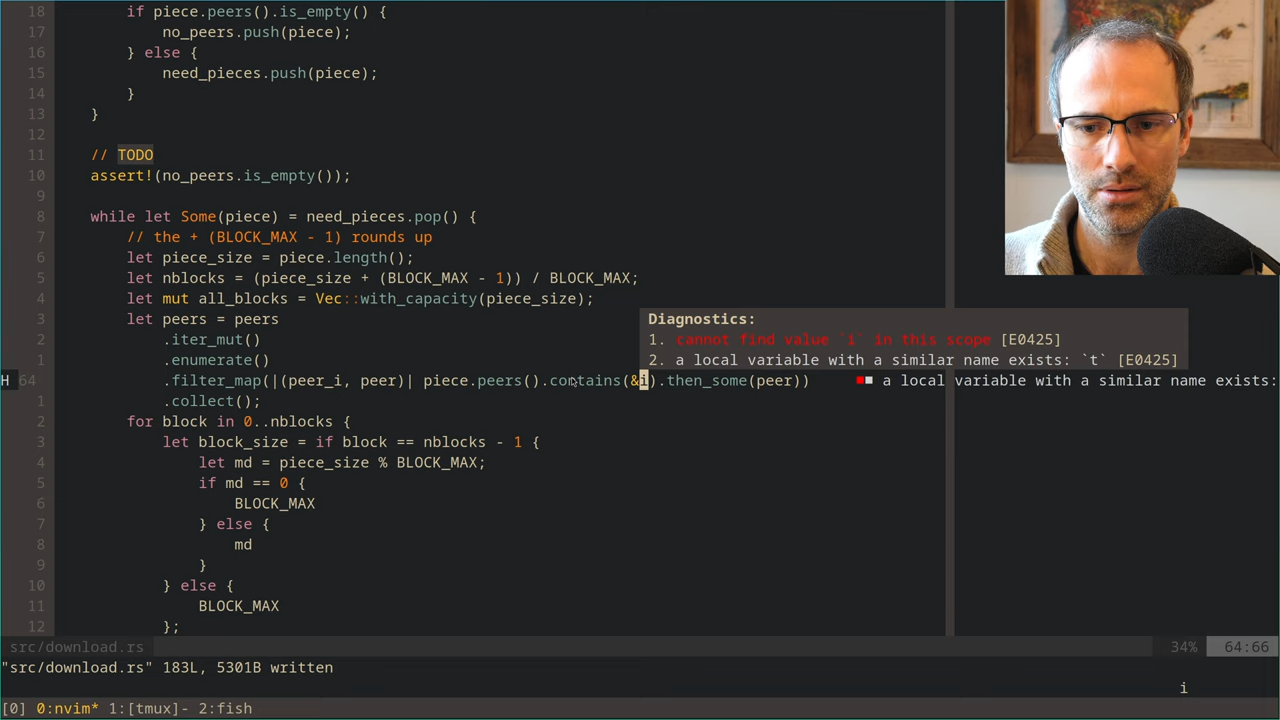 18 if piece.peers().is_empty() {
17 no_peers.push(piece);
16 } else {
15 need_pieces.push(piece);
14 }
13 }
12
11 // TODO
10 assert!(no_peers.is_empty());
9
8 while let Some(piece) = need_pieces.pop() {
7 // the + (BLOCK_MAX - 1) rounds up
6 let piece_size = piece.length();
5 let nblocks = (piece_size + (BLOCK_MAX - 1)) / BLOCK_MAX;
4 let mut all_blocks = Vec::with_capacity(piece_size);
3 let peers = peers
Diagnostics:
2 .iter_mut()
1. cannot find value `i` in this scope [E0425]
1 .enumerate()
2. a local variable with a similar name exists: `t` [E0425]
H 64 .filter_map(|(peer_i, peer)| piece.peers().contains(&i).then_some(peer)) a local variable with a similar name exists:
1 .collect();
2 for block in 0..nblocks {
3 let block_size = if block == nblocks - 1 {
4 let md = piece_size % BLOCK_MAX;
5 if md == 0 {
6 BLOCK_MAX
7 } else {
8 md
9 }
10 } else {
11 BLOCK_MAX
12 };
src/download.rs 34% 64:66
"src/download.rs" 183L, 5301B written
i
[0] 0:nvim* 1:[tmux]- 2:fish